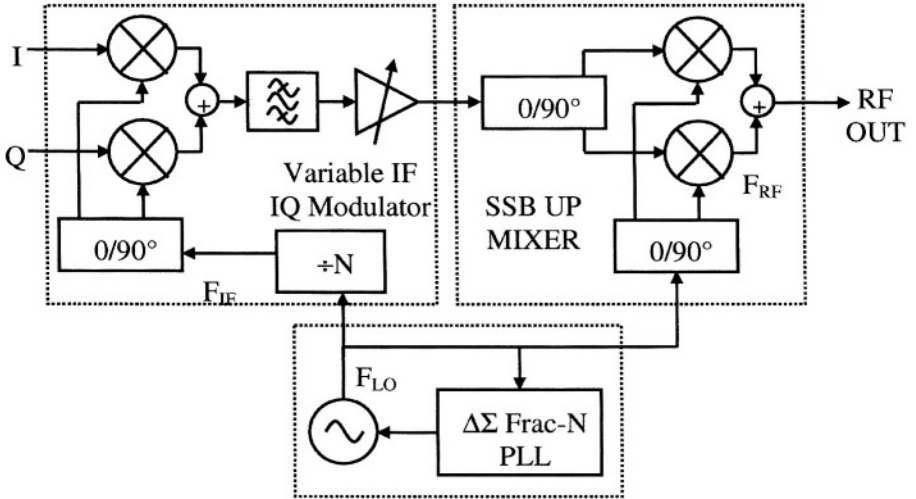 I
Q
+
0/90°
Variable IF
IQ Modulator
÷N
F_IF
0/90°
+
RF
OUT
F_RF
SSB UP
MIXER
0/90°
F_LO
ΔΣ Frac-N
PLL